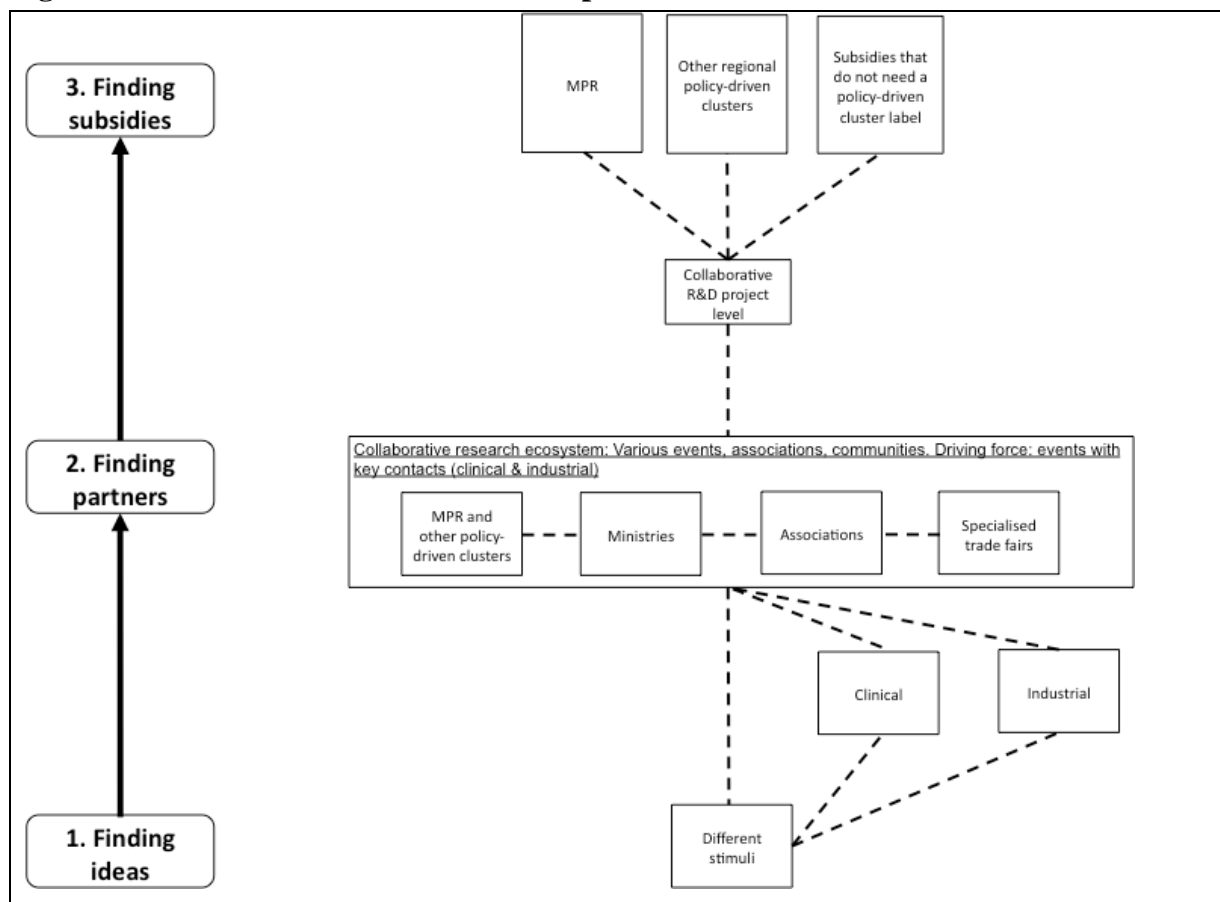 3. Finding
subsidies
MPR
Other regional
policy-driven
clusters
Subsidies that
do not need a
policy-driven
cluster label
Collaborative
R&D project
level
2. Finding
partners
Collaborative research ecosystem: Various events, associations, communities. Driving force: events with
key contacts (clinical & industrial)
MPR and
other policy-
driven clusters
Ministries
Associations
Specialised
trade fairs
Clinical
Industrial
1. Finding
ideas
Different
stimuli